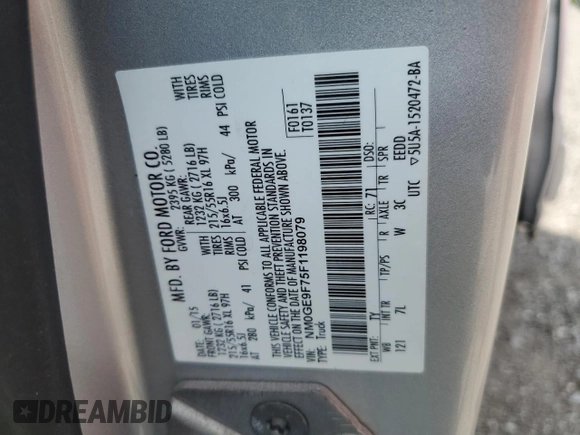 MFD. BY FORD MOTOR CO.
DATE: 01/15 GVWR: 2395 KG ( 5280 LB)
FRONT GAWR: REAR GAWR: WITH
1232 KG ( 2716 LB) 1232 KG ( 2716 LB) TIRES
215/55R16 XL 97H 215/55R16 XL 97H RIMS
16x6.5J 16x6.5J
AT 280 kPa/ 41 PSI COLD AT 300 kPa/ 44 PSI COLD
WITH
TIRES
RIMS
THIS VEHICLE CONFORMS TO ALL APPLICABLE FEDERAL MOTOR
VEHICLE SAFETY AND THEFT PREVENTION STANDARDS IN
EFFECT ON THE DATE OF MANUFACTURE SHOWN ABOVE.
VIN: NM0GE9F75F1198079
TYPE: Truck
F0161
T0137
EXT PNT: TY RC: 71 DSO:
WB INT TR TP/PS R AXLE TR SPR
121 7L W 3C EEDD
UTC ▽5U5A-1520472-BA
DREAMBID